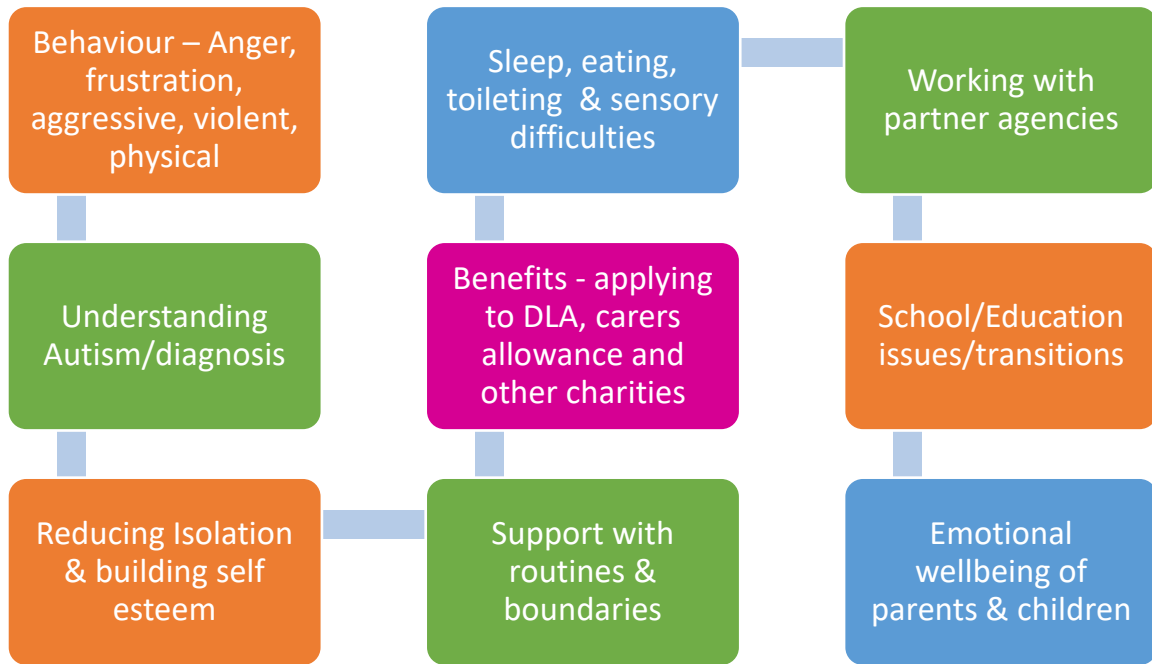 Behaviour – Anger,
frustration,
aggressive, violent,
physical
Understanding
Autism/diagnosis
Reducing Isolation
& building self
esteem
Support with
routines &
boundaries
Benefits - applying
to DLA, carers
allowance and
other charities
Sleep, eating,
toileting  & sensory
difficulties
Working with
partner agencies
School/Education
issues/transitions
Emotional
wellbeing of
parents & children